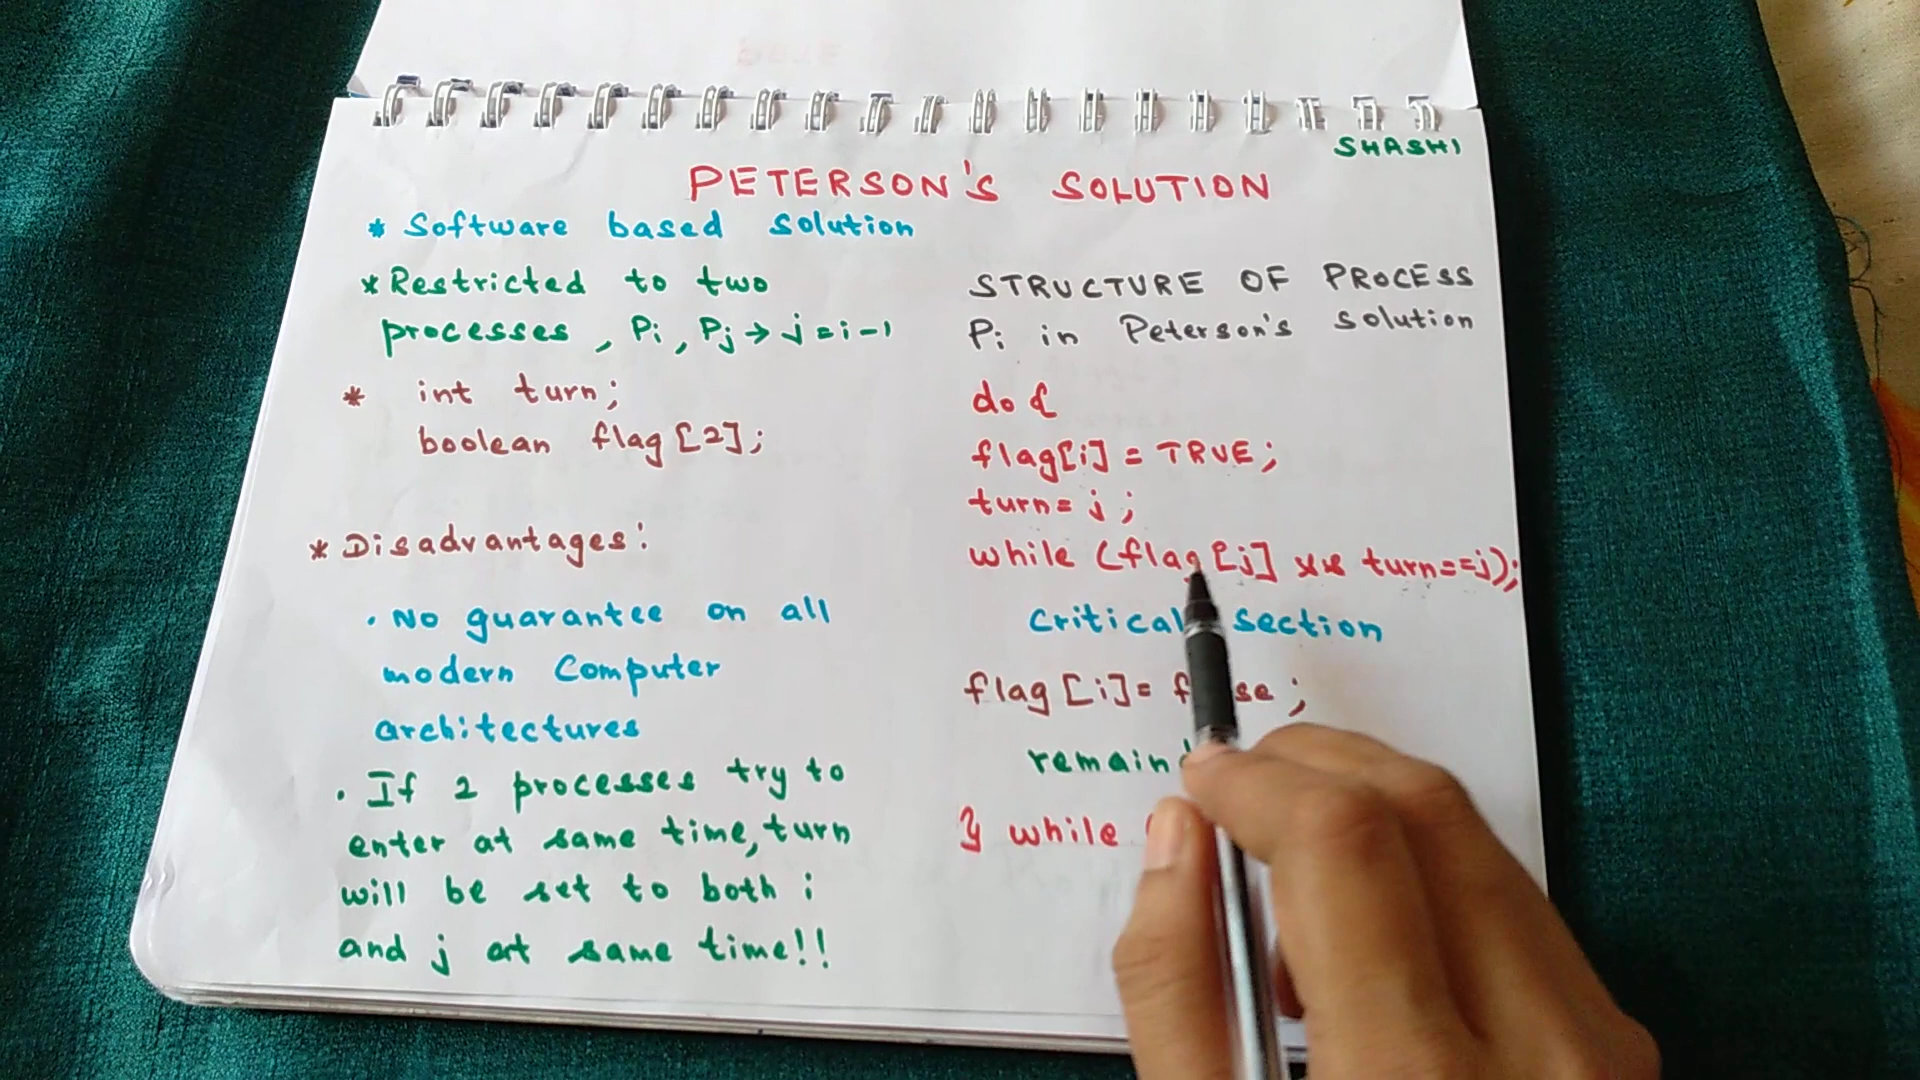 SHASHI
PETERSON'S SOLUTION
* Software based solution
* Restricted to two
processes, Pi, Pj → j = i-1
* int turn;
boolean flag [2];
* Disadvantages:
. No guarantee on all
modern Computer
architectures
. If 2 processes try to
enter at same time, turn
will be set to both i
and j at same time!!
STRUCTURE OF PROCESS
Pi in Peterson's solution
do {
flag[i] = TRUE;
turn = j;
while (flag [j] && turn==j);
Critical section
flag [i] =
remain
} while